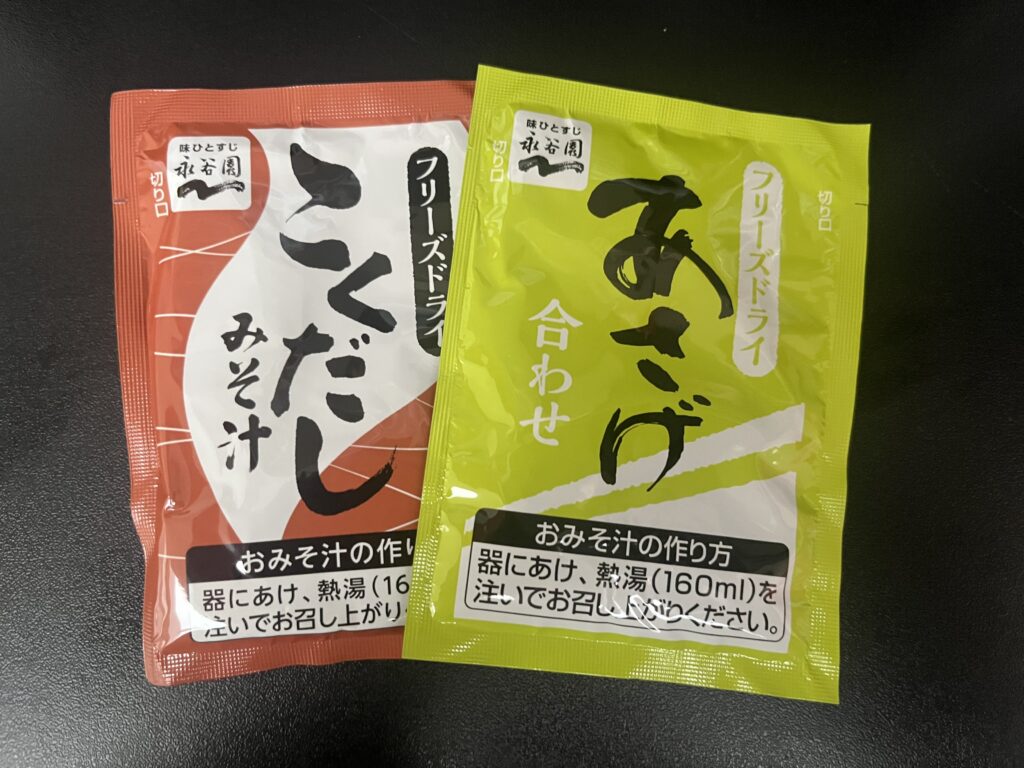 味ひとすじ
永谷園
切り口
フリーズドライ
こくだし
みそ汁
おみそ汁の作り
器にあけ、熱湯(16
注いでお召し上がりく
味ひとすじ
永谷園
切り口
切り口
フリーズドライ
あさげ
合わせ
おみそ汁の作り方
器にあけ、熱湯(160ml)を
注いでお召し上がりください。